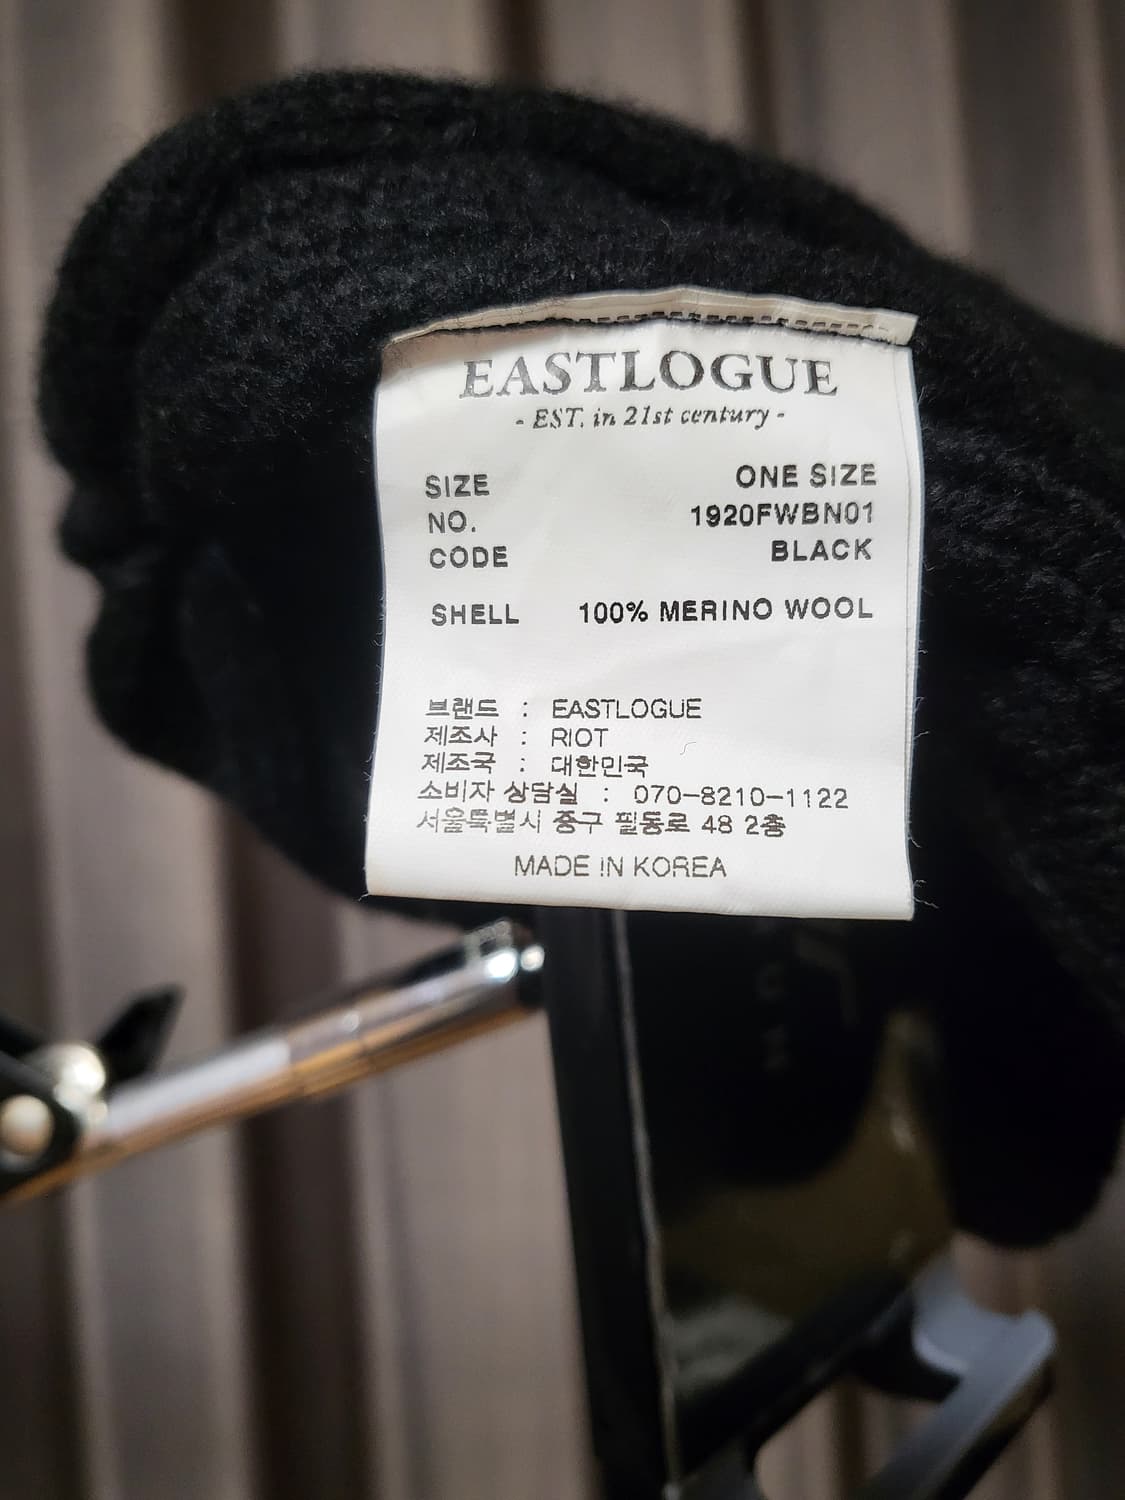 EASTLOGUE
- EST. in 21st century -
SIZE ONE SIZE
NO. 1920FWBN01
CODE BLACK
SHELL 100% MERINO WOOL
브랜드 : EASTLOGUE
제조사 : RIOT
제조국 : 대한민국
소비자 상담실 : 070-8210-1122
서울특별시 중구 필동로 48 2층
MADE IN KOREA